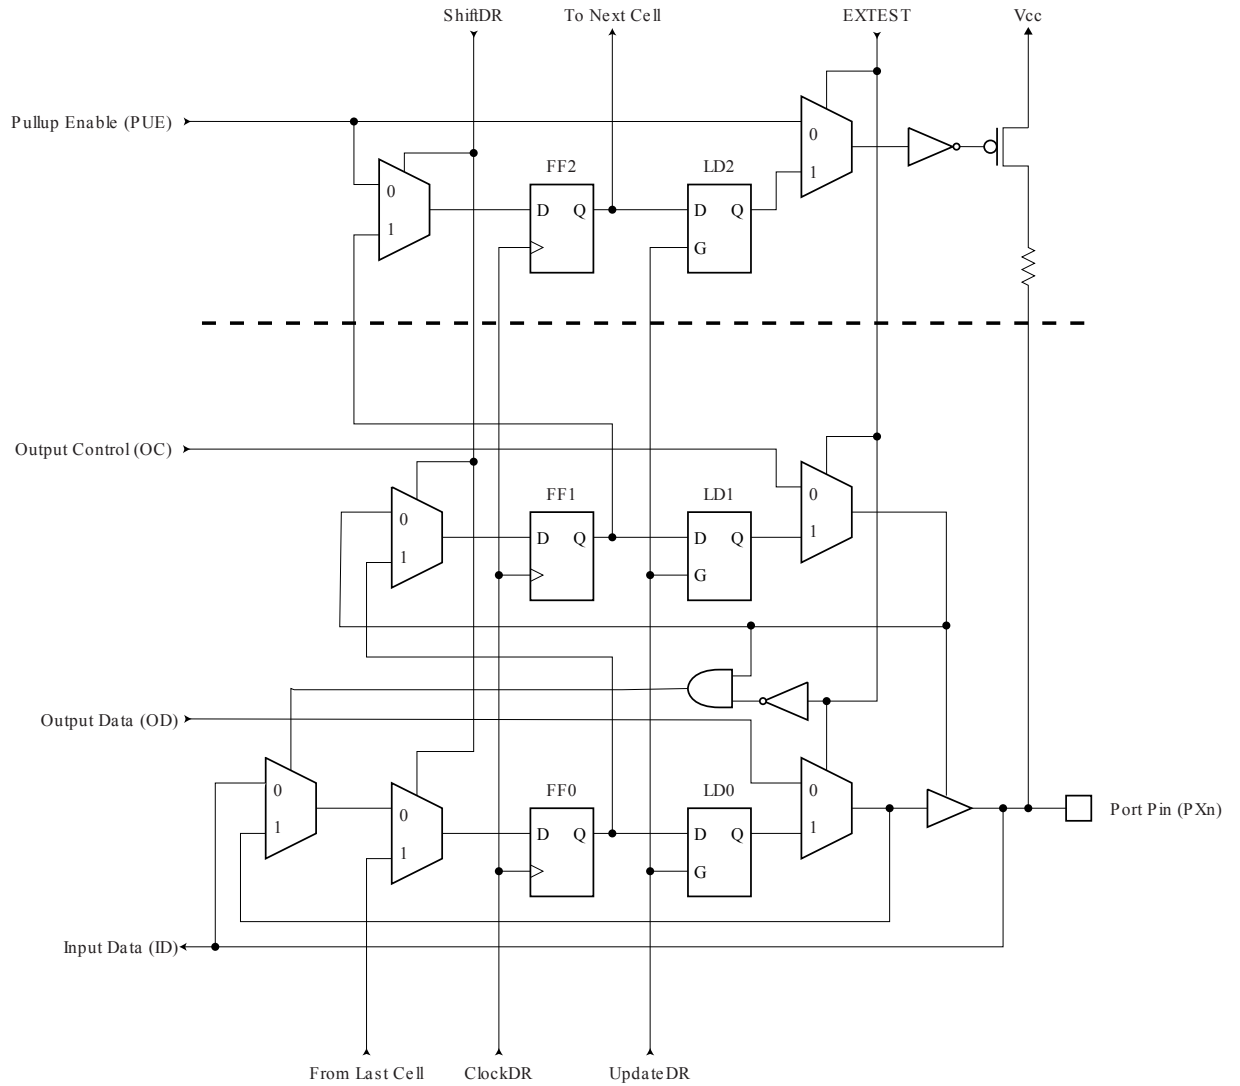 ShiftDR To Next Cell EXTEST Vcc
Pullup Enable (PUE)
0
FF2 LD2
0
1
1
D Q D Q
G
Output Control (OC)
FF1 LD1
0
0
1
1
D Q D Q
G
Output Data (OD)
FF0 LD0
0
0
0
1
1
1
D Q D Q
G
Port Pin (PXn)
Input Data (ID)
From Last Cell ClockDR UpdateDR